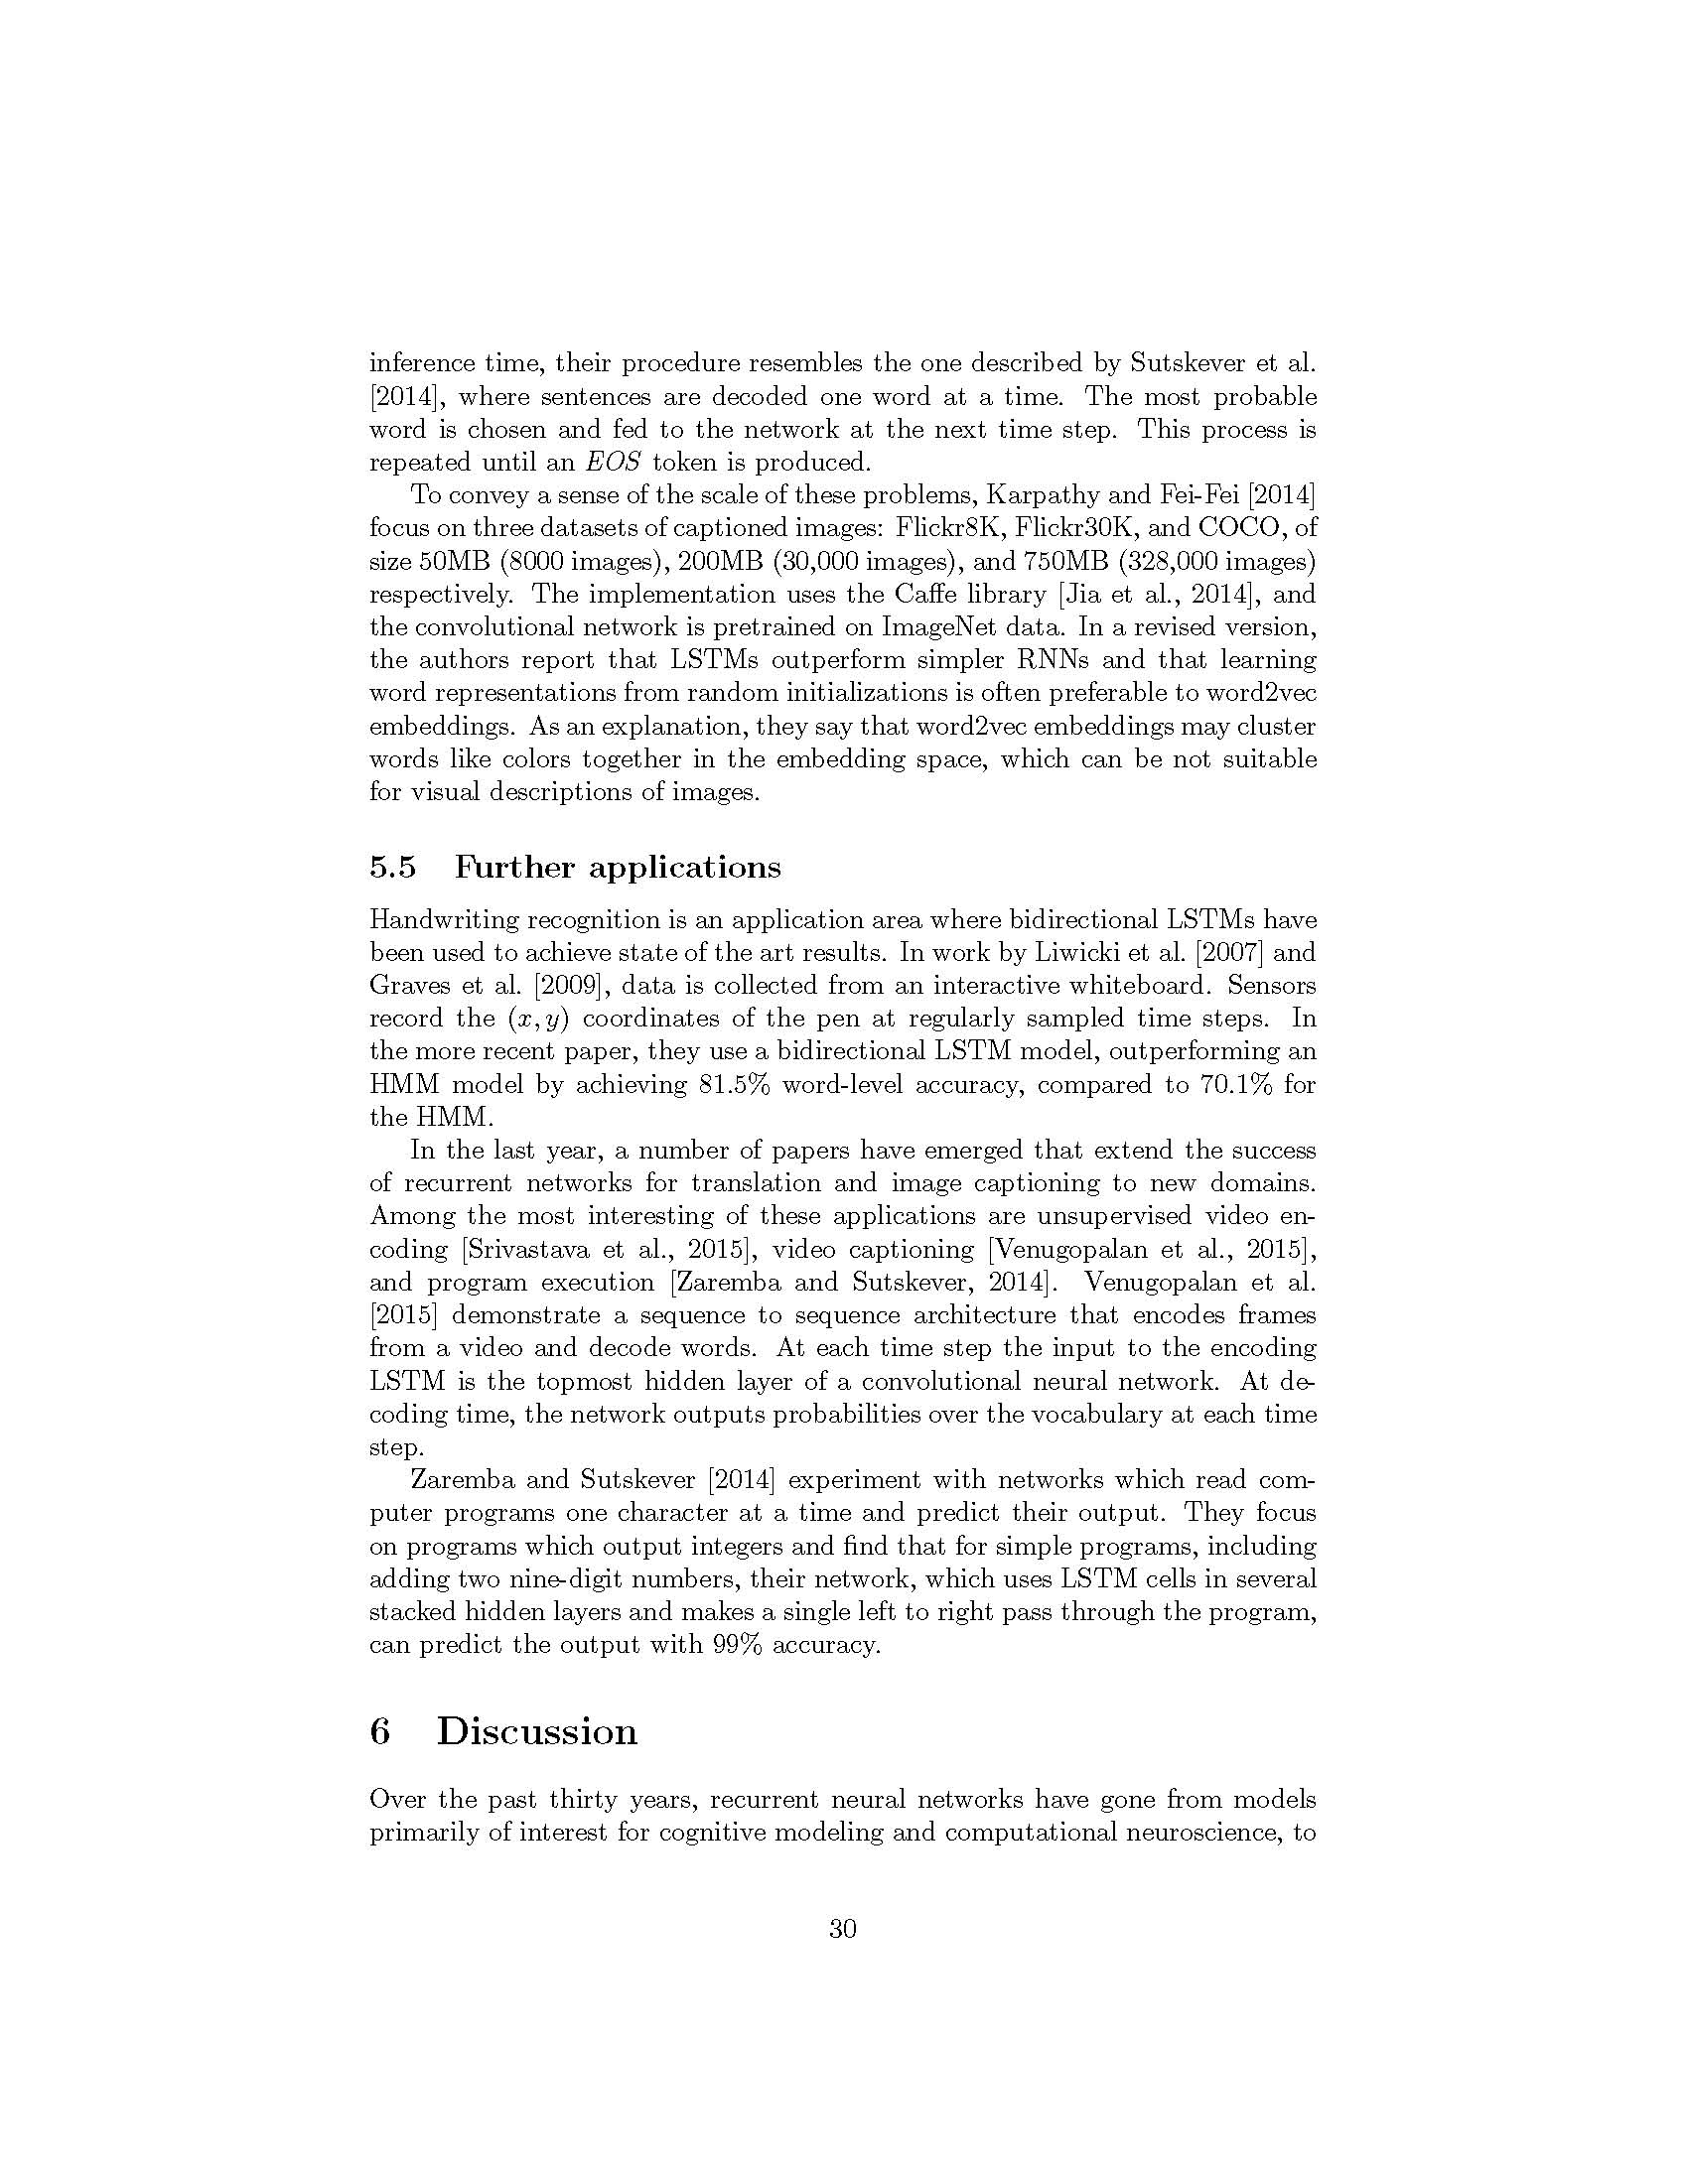 inference time, their procedure resembles the one described by Sutskever et al.
[2014], where sentences are decoded one word at a time. The most probable
word is chosen and fed to the network at the next time step. This process is
repeated until an EOS token is produced.
To convey a sense of the scale of these problems, Karpathy and Fei-Fei [2014]
focus on three datasets of captioned images: Flickr8K, Flickr30K, and COCO, of
size 50MB (8000 images), 200MB (30,000 images), and 750MB (328,000 images)
respectively. The implementation uses the Caffe library [Jia et al., 2014], and
the convolutional network is pretrained on ImageNet data. In a revised version,
the authors report that LSTMs outperform simpler RNNs and that learning
word representations from random initializations is often preferable to word2vec
embeddings. As an explanation, they say that word2vec embeddings may cluster
words like colors together in the embedding space, which can be not suitable
for visual descriptions of images.
5.5 Further applications
Handwriting recognition is an application area where bidirectional LSTMs have
been used to achieve state of the art results. In work by Liwicki et al. [2007] and
Graves et al. [2009], data is collected from an interactive whiteboard. Sensors
record the (x, y) coordinates of the pen at regularly sampled time steps. In
the more recent paper, they use a bidirectional LSTM model, outperforming an
HMM model by achieving 81.5% word-level accuracy, compared to 70.1% for
the HMM.
In the last year, a number of papers have emerged that extend the success
of recurrent networks for translation and image captioning to new domains.
Among the most interesting of these applications are unsupervised video en-
coding [Srivastava et al., 2015], video captioning [Venugopalan et al., 2015],
and program execution [Zaremba and Sutskever, 2014]. Venugopalan et al.
[2015] demonstrate a sequence to sequence architecture that encodes frames
from a video and decode words. At each time step the input to the encoding
LSTM is the topmost hidden layer of a convolutional neural network. At de-
coding time, the network outputs probabilities over the vocabulary at each time
step.
Zaremba and Sutskever [2014] experiment with networks which read com-
puter programs one character at a time and predict their output. They focus
on programs which output integers and find that for simple programs, including
adding two nine-digit numbers, their network, which uses LSTM cells in several
stacked hidden layers and makes a single left to right pass through the program,
can predict the output with 99% accuracy.
6 Discussion
Over the past thirty years, recurrent neural networks have gone from models
primarily of interest for cognitive modeling and computational neuroscience, to
30